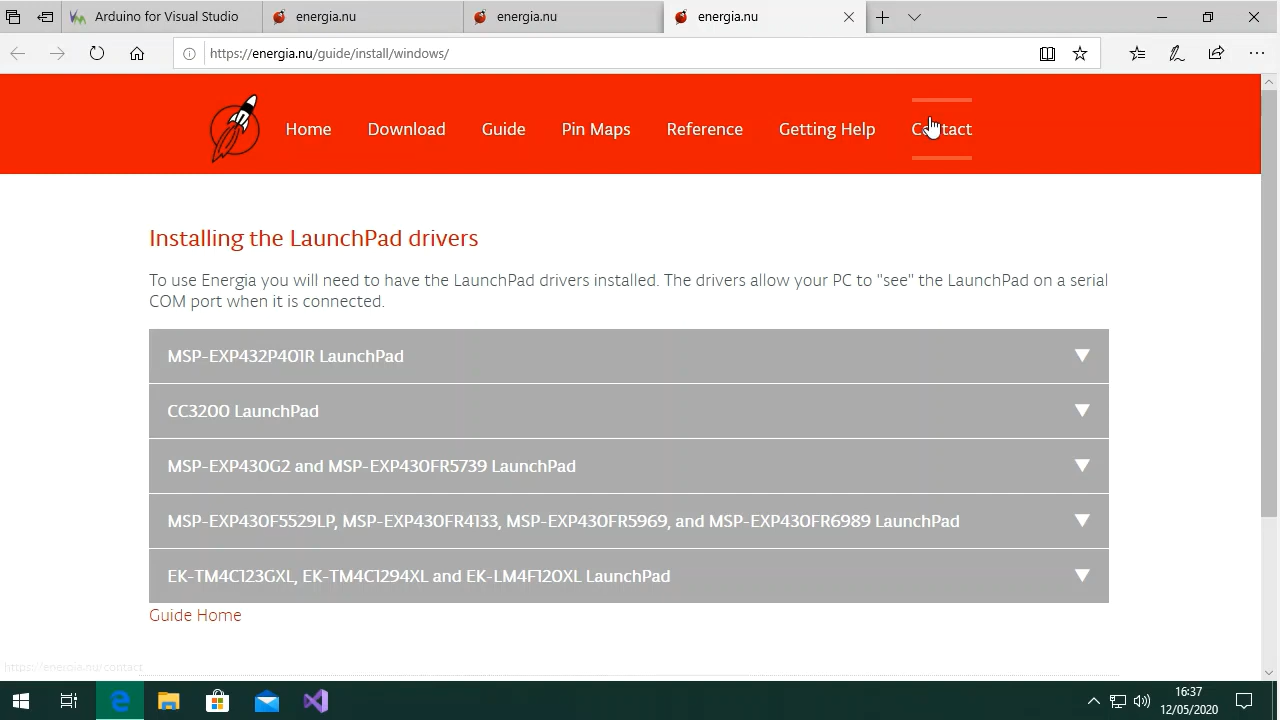 Arduino for Visual Studio
energia.nu
energia.nu
energia.nu
https://energia.nu/guide/install/windows/
Home
Download
Guide
Pin Maps
Reference
Getting Help
Contact
Installing the LaunchPad drivers
To use Energia you will need to have the LaunchPad drivers installed. The drivers allow your PC to "see" the LaunchPad on a serial
COM port when it is connected.
MSP-EXP432P401R LaunchPad
CC3200 LaunchPad
MSP-EXP430G2 and MSP-EXP430FR5739 LaunchPad
MSP-EXP430F5529LP, MSP-EXP430FR4133, MSP-EXP430FR5969, and MSP-EXP430FR6989 LaunchPad
EK-TM4C123GXL, EK-TM4C1294XL and EK-LM4F120XL LaunchPad
Guide Home
https://energia.nu/contact
16:37
12/05/2020